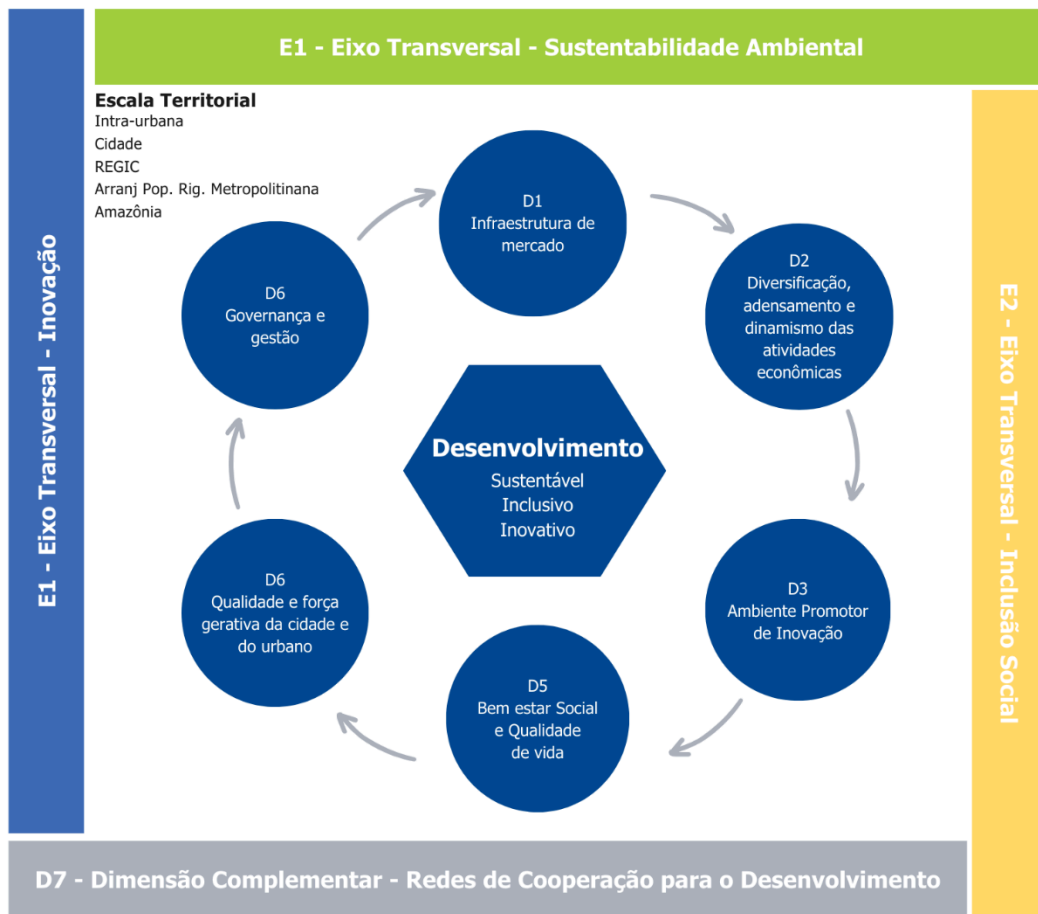 E1 - Eixo Transversal - Sustentabilidade Ambiental
Escala Territorial
Intra-urbana
Cidade
REGIC
Arranj Pop. Rig. Metropolitinana
Amazônia
E1 - Eixo Transversal - Inovação
D1
Infraestrutura de
mercado
D2
Diversificação,
adensamento e
dinamismo das
atividades
econômicas
D3
Ambiente Promotor
de Inovação
D5
Bem estar Social
e Qualidade
de vida
D6
Qualidade e força
gerativa da cidade e
do urbano
D6
Governança e
gestão
Desenvolvimento
Sustentável
Inclusivo
Inovativo
E2 - Eixo Transversal - Inclusão Social
D7 - Dimensão Complementar - Redes de Cooperação para o Desenvolvimento